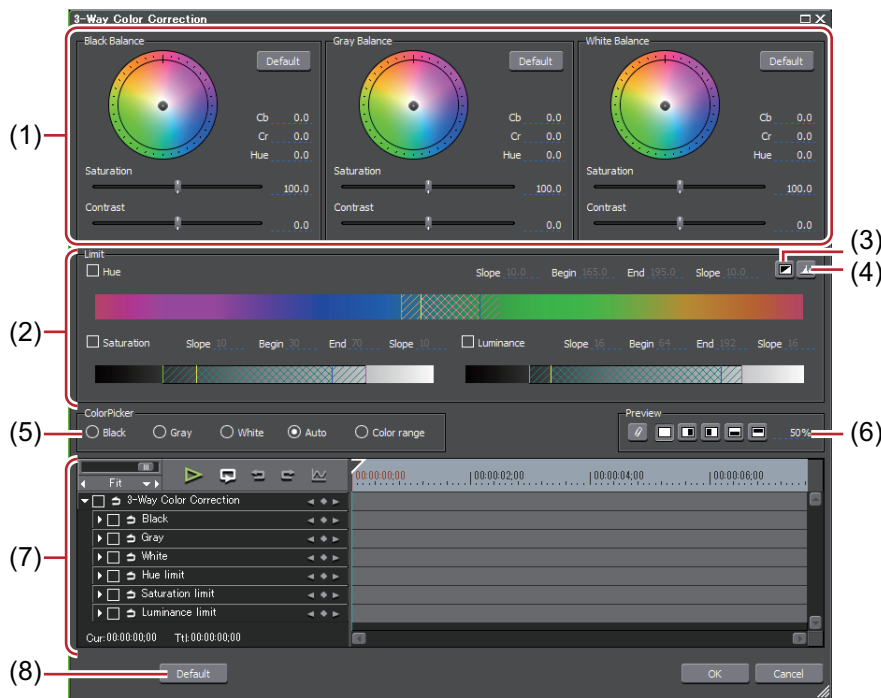 3-Way Color Correction
Black Balance
Gray Balance
White Balance
Default
Default
Default
(1)
Cb 0.0
Cr 0.0
Hue 0.0
Cb 0.0
Cr 0.0
Hue 0.0
Cb 0.0
Cr 0.0
Hue 0.0
Saturation
100.0
Saturation
100.0
Saturation
100.0
Contrast
0.0
Contrast
0.0
Contrast
0.0
(2)
Limit
Hue Slope 10.0 Begin 165.0 End 195.0 Slope 10.0
(3)
(4)
Saturation Slope 10 Begin 30 End 70 Slope 10
Luminance Slope 16 Begin 64 End 192 Slope 16
(5)
ColorPicker
Black Gray White Auto Color range
Preview
50%
(6)
(7)
Fit
00:00:00;00 00:00:02;00 00:00:04;00 00:00:06;00
3-Way Color Correction
Black
Gray
White
Hue limit
Saturation limit
Luminance limit
Cur:00:00:00;00 Ttl:00:00:00;00
(8)
Default
OK Cancel